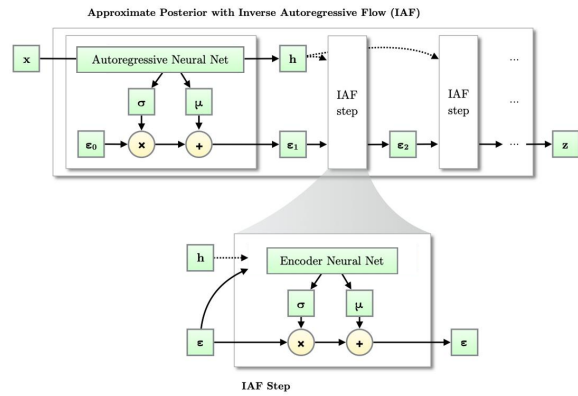 Approximate Posterior with Inverse Autoregressive Flow (IAF)
x
Autoregressive Neural Net
h
σ
μ
ε0
×
+
ε1
IAF
step
ε2
IAF
step
...
...
...
z
h
Encoder Neural Net
σ
μ
ε
×
+
ε
IAF Step